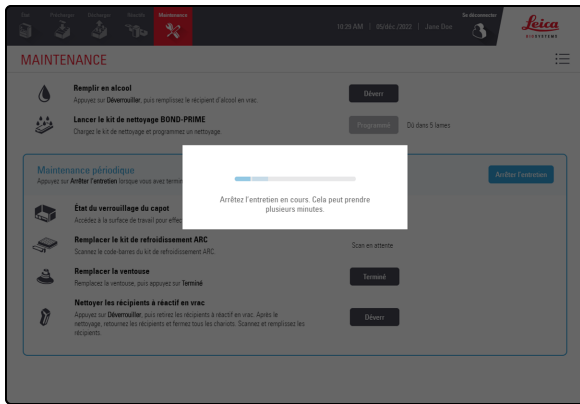 État
Précharger
Décharger
Résultat
Maintenance
10:29 AM | 05/déc./2022 | Jane Doe
Se déconnecter
Leica
BIOSYSTEMS
MAINTENANCE
Remplir en alcool
Appuyez sur Déverrouiller, puis remplissez le récipient d'alcool en vrac.
Déverr
Lancer le kit de nettoyage BOND-PRIME
Chargez le kit de nettoyage et programmez un nettoyage.
Programmé
Dû dans 5 lames
Maintenance périodique
Appuyez sur Arrêter l'entretien lorsque vous avez termin
Arrêter l'entretien
Arrêtez l'entretien en cours. Cela peut prendre
plusieurs minutes.
État du verrouillage du capot
Accédez à la surface de travail pour effec
Remplacer le kit de refroidissement ARC
Scannez le code-barres du kit de refroidissement ARC.
Scan en attente
Remplacer la ventouse
Remplacez la ventouse, puis appuyez sur Terminé
Terminé
Nettoyer les récipients à réactif en vrac
Appuyez sur Déverrouiller, puis retirez les récipients à réactif en vrac. Après le
nettoyage, retournez les récipients et fermez tous les chariots. Scannez et remplissez les
récipients
Déverr